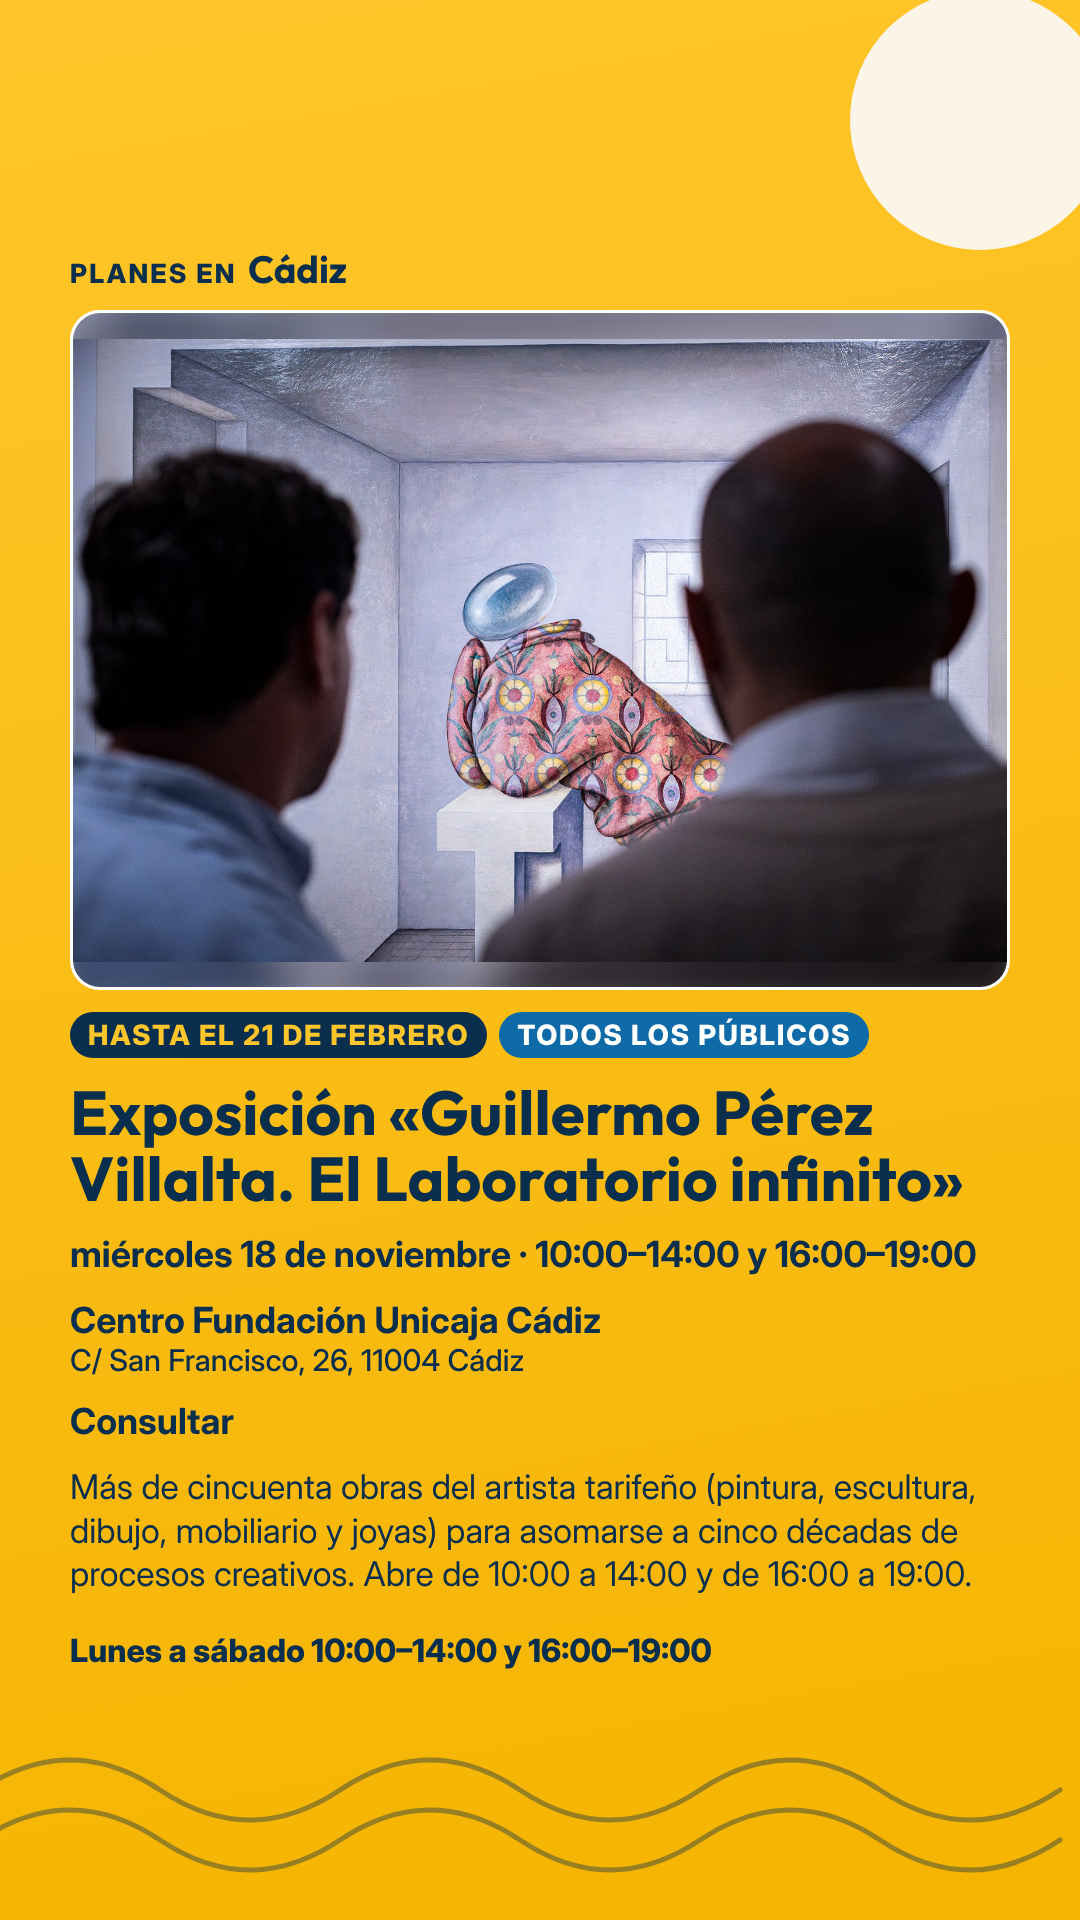 PLANES EN Cádiz
HASTA EL 21 DE FEBRERO
TODOS LOS PÚBLICOS
Exposición «Guillermo Pérez
Villalta. El Laboratorio infinito»
miércoles 18 de noviembre · 10:00–14:00 y 16:00–19:00
Centro Fundación Unicaja Cádiz
C/ San Francisco, 26, 11004 Cádiz
Consultar
Más de cincuenta obras del artista tarifeño (pintura, escultura,
dibujo, mobiliario y joyas) para asomarse a cinco décadas de
procesos creativos. Abre de 10:00 a 14:00 y de 16:00 a 19:00.
Lunes a sábado 10:00–14:00 y 16:00–19:00